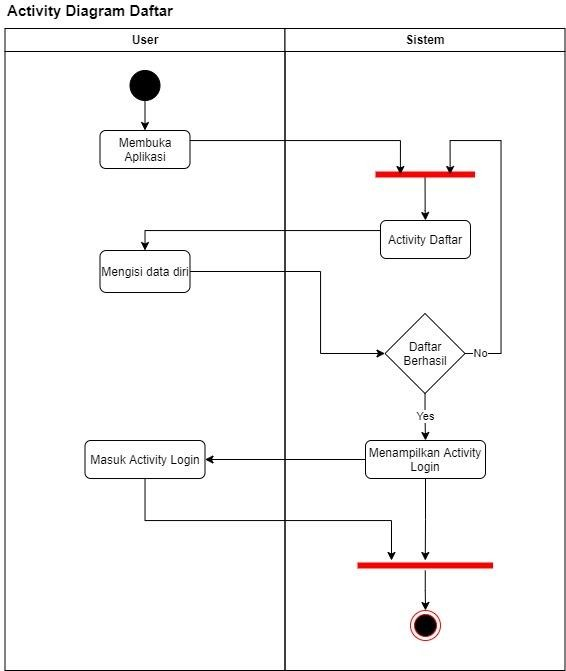 Activity Diagram Daftar
User
Sistem
Membuka
Aplikasi
Activity Daftar
Mengisi data diri
Daftar
Berhasil
No
Yes
Masuk Activity Login
Menampilkan Activity
Login